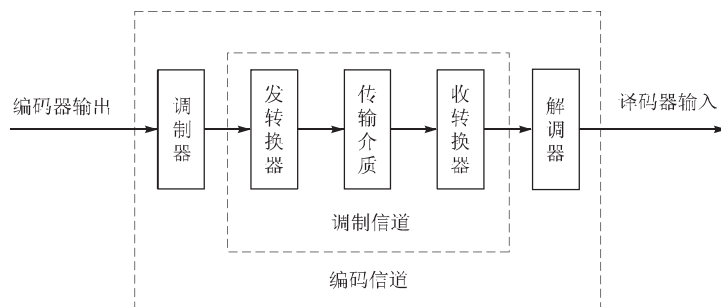 编码器输出
调制器
发转换器
传输介质
收转换器
解调器
译码器输入
调制信道
编码信道